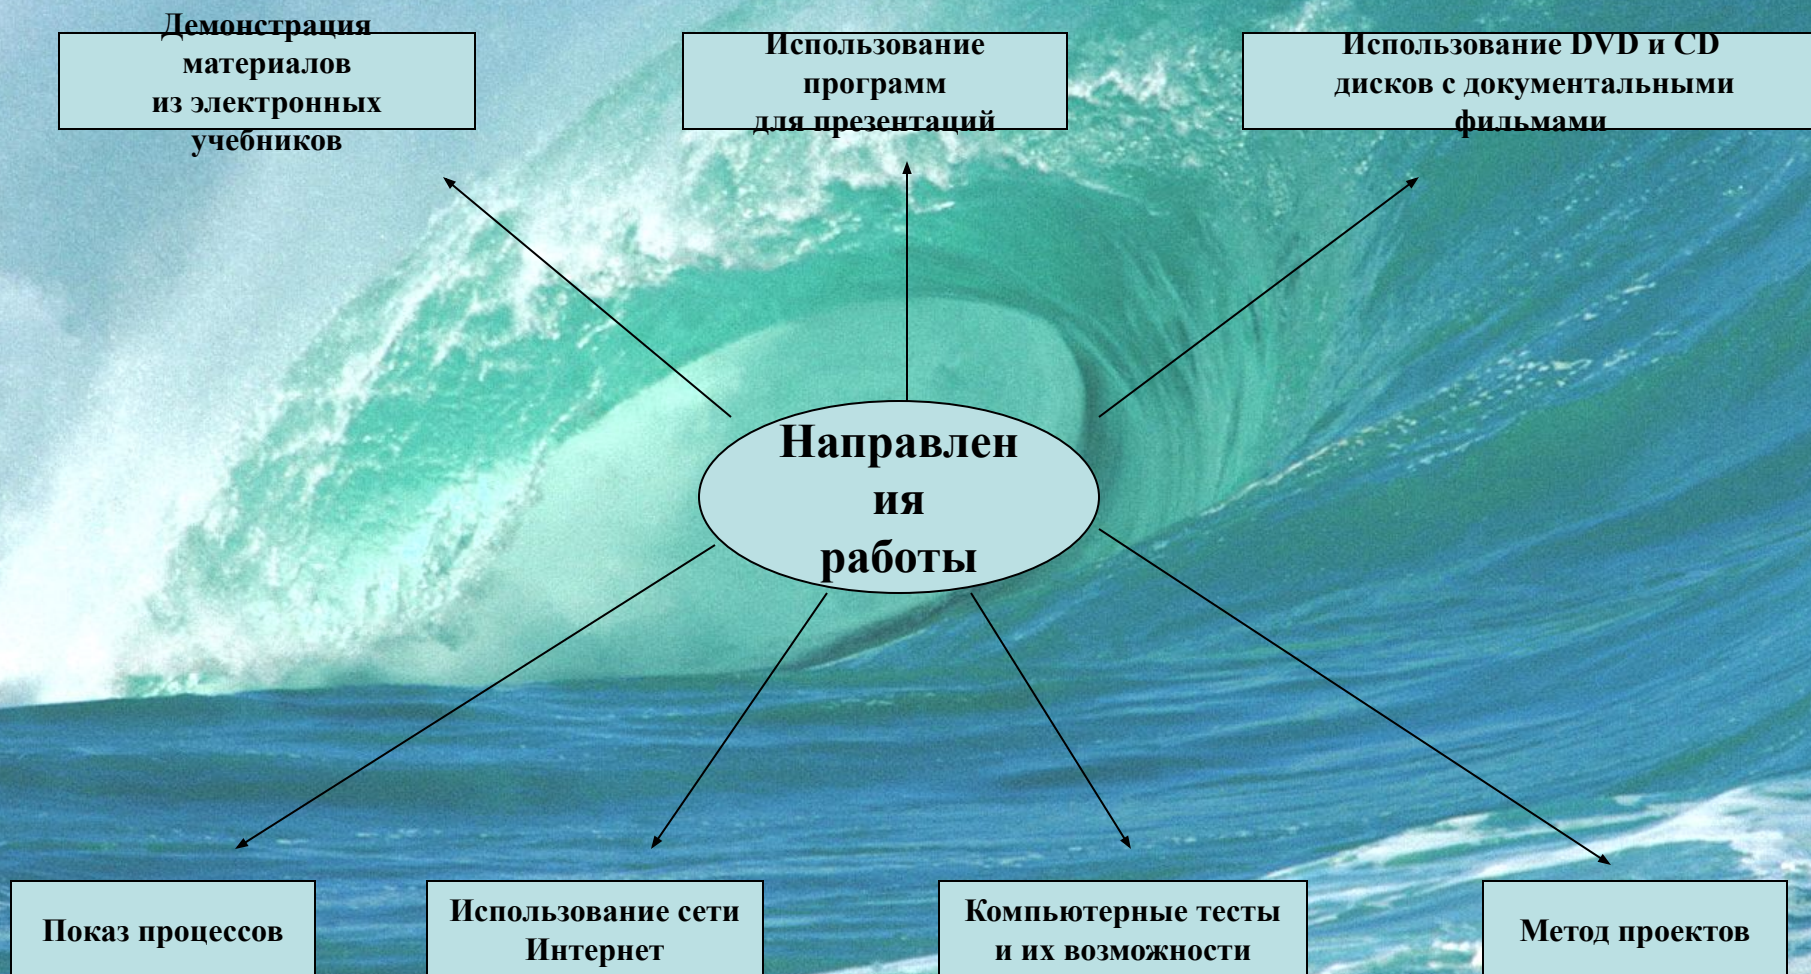 Демонстрация
материалов
из электронных
учебников
Использование
программ
для презентаций
Использование DVD и CD
дисков с документальными
фильмами
Направлен
ия
работы
Показ процессов
Использование сети
Интернет
Компьютерные тесты
и их возможности
Метод проектов